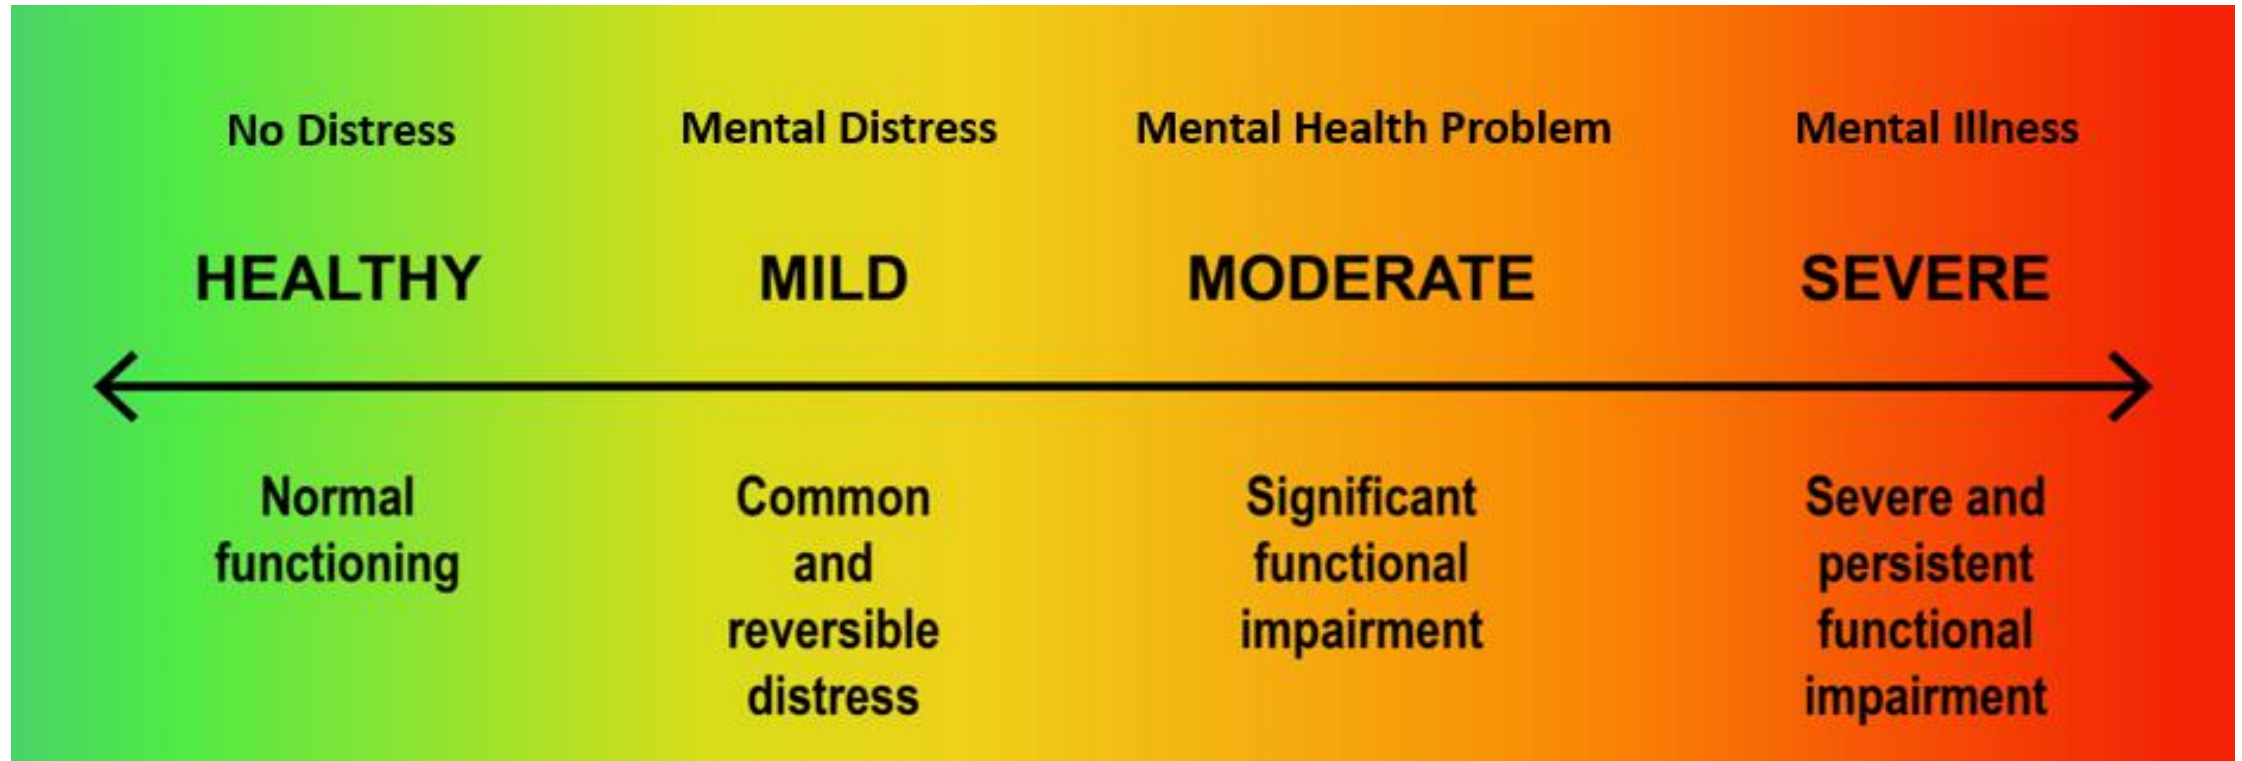 No Distress
Mental Distress
Mental Health Problem
Mental Illness
HEALTHY
MILD
MODERATE
SEVERE
Normal
functioning
Common
and
reversible
distress
Significant
functional
impairment
Severe and
persistent
functional
impairment